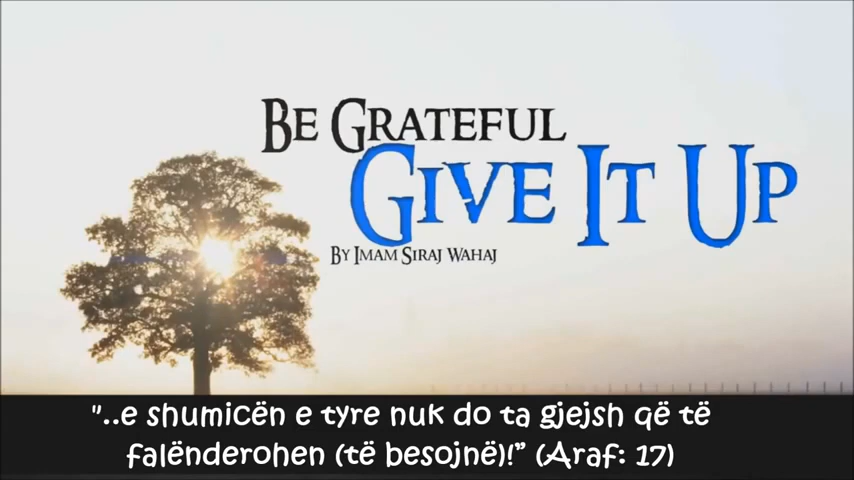 BE GRATEFUL
GIVE IT UP
BY IMAM SIRAJ WAHAJ
"..e shumicën e tyre nuk do ta gjejsh që të
falënderohen (të besojnë)!” (Araf: 17)